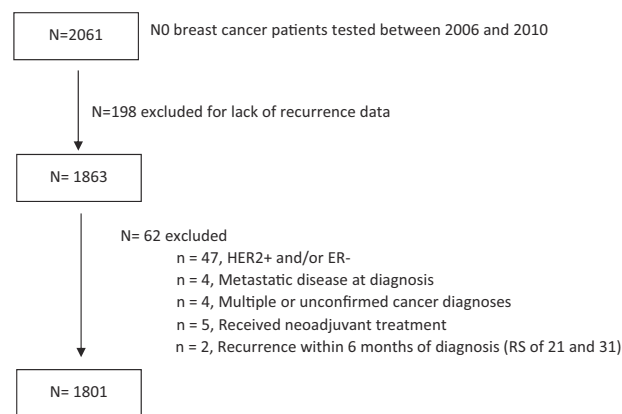 N=2061
N0 breast cancer patients tested between 2006 and 2010
N=198 excluded for lack of recurrence data
N= 1863
N= 62 excluded
n = 47, HER2+ and/or ER-
n = 4, Metastatic disease at diagnosis
n = 4, Multiple or unconfirmed cancer diagnoses
n = 5, Received neoadjuvant treatment
n = 2, Recurrence within 6 months of diagnosis (RS of 21 and 31)
N= 1801